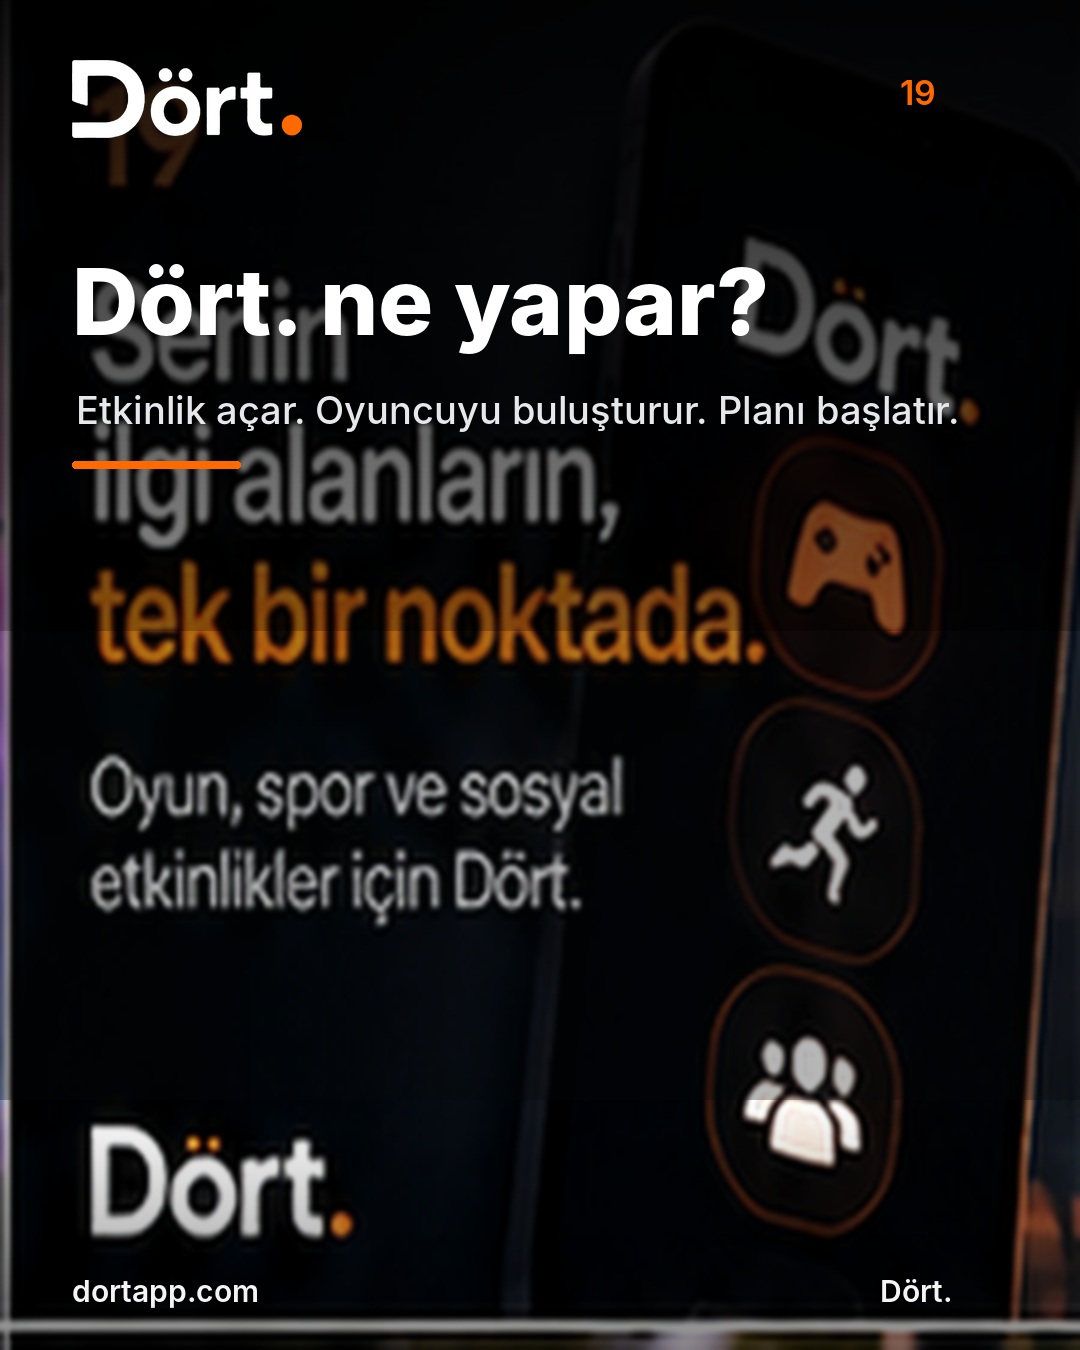 Dört.
19
19
Dört. ne yapar?
Senin
Dört.
Etkinlik açar. Oyuncuyu buluşturur. Planı başlatır.
ilgi alanların,
tek bir noktada.
Oyun, spor ve sosyal
etkinlikler için Dört.
Dört.
dortapp.com
Dört.